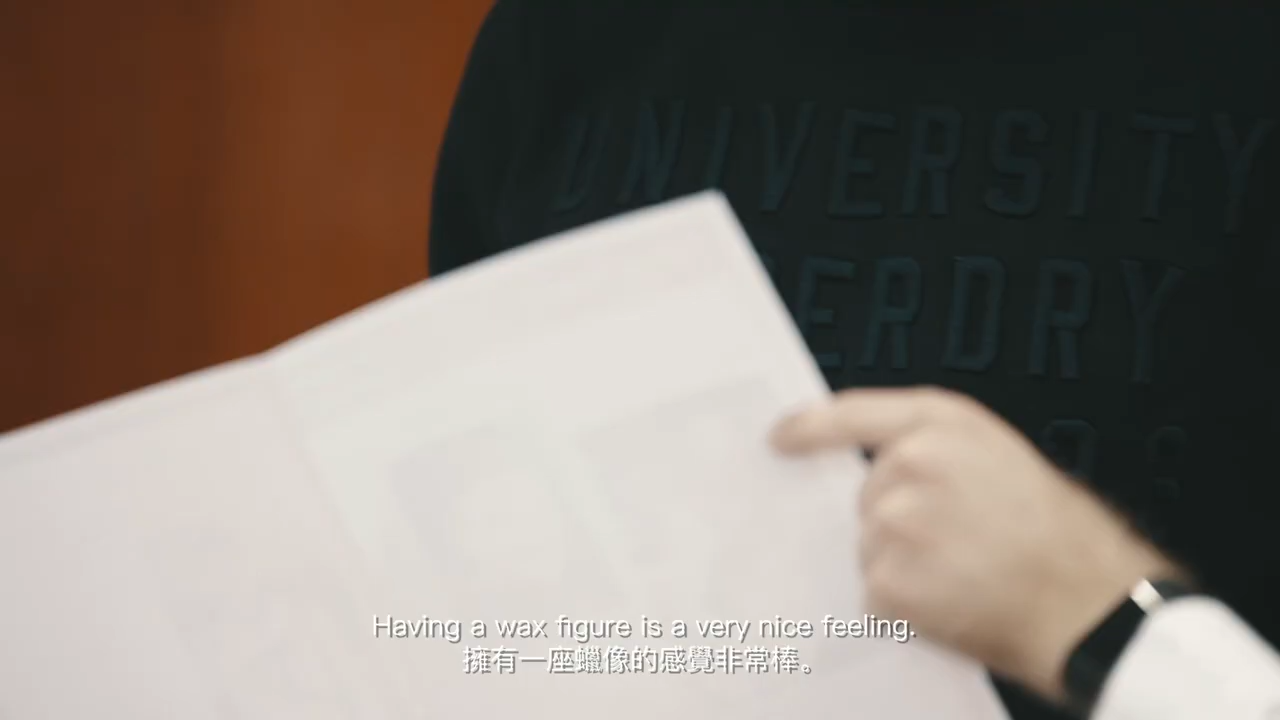 UNIVERSITY
ERDRY
Having a wax figure is a very nice feeling.
擁有一座蠟像的感覺非常棒。